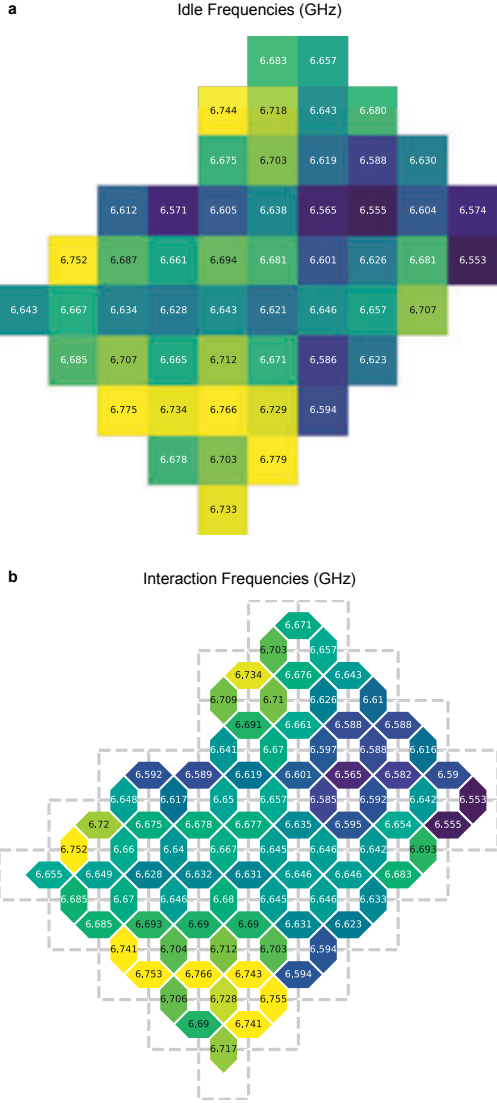 a
Idle Frequencies (GHz)
6.683 6.657
6.744 6.718 6.643 6.680
6.675 6.703 6.619 6.588 6.630
6.612 6.571 6.605 6.638 6.565 6.555 6.604 6.574
6.752 6.687 6.661 6.694 6.681 6.601 6.626 6.681 6.553
6.643 6.667 6.634 6.628 6.643 6.621 6.646 6.657 6.707
6.685 6.707 6.665 6.712 6.671 6.586 6.623
6.775 6.734 6.766 6.729 6.594
6.678 6.703 6.779
6.733
b
Interaction Frequencies (GHz)
6.671
6.703 6.657
6.734 6.676 6.643
6.709 6.71 6.626 6.61
6.691 6.661 6.588 6.588
6.641 6.67 6.597 6.588 6.616
6.592 6.589 6.619 6.601 6.565 6.582 6.59
6.648 6.617 6.65 6.657 6.585 6.592 6.642 6.553
6.72 6.675 6.678 6.677 6.635 6.595 6.654 6.555
6.752 6.66 6.64 6.667 6.645 6.646 6.642 6.693
6.655 6.649 6.628 6.632 6.631 6.646 6.646 6.683
6.685 6.67 6.646 6.68 6.645 6.646 6.633
6.685 6.693 6.69 6.69 6.631 6.623
6.741 6.704 6.712 6.703 6.594
6.753 6.766 6.743 6.594
6.706 6.728 6.755
6.69 6.741
6.717